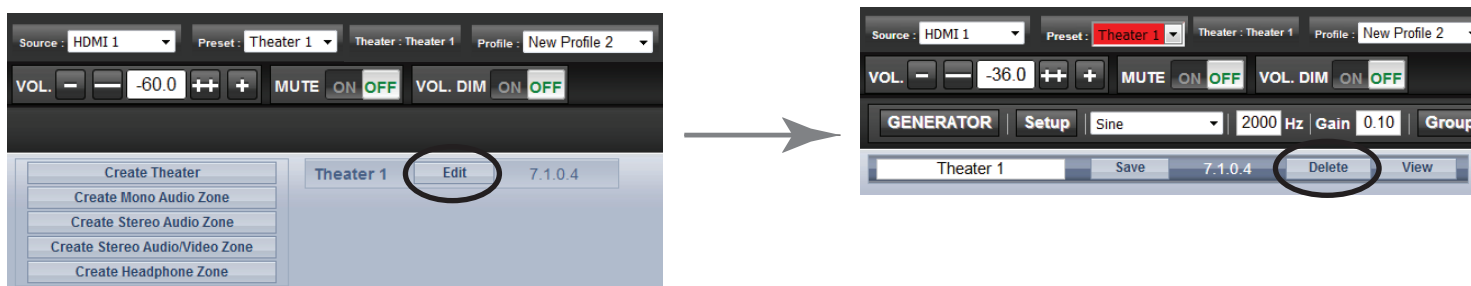 Source : HDMI 1 Preset : Theater 1 Theater : Theater 1 Profile : New Profile 2
VOL. -60.0 MUTE ON OFF VOL. DIM ON OFF
Create Theater
Create Mono Audio Zone
Create Stereo Audio Zone
Create Stereo Audio/Video Zone
Create Headphone Zone
Theater 1 Edit 7.1.0.4
Source : HDMI 1 Preset : Theater 1 Theater : Theater 1 Profile : New Profile 2
VOL. -36.0 MUTE ON OFF VOL. DIM ON OFF
GENERATOR Setup Sine 2000 Hz Gain 0.10 Group
Theater 1 Save 7.1.0.4 Delete View